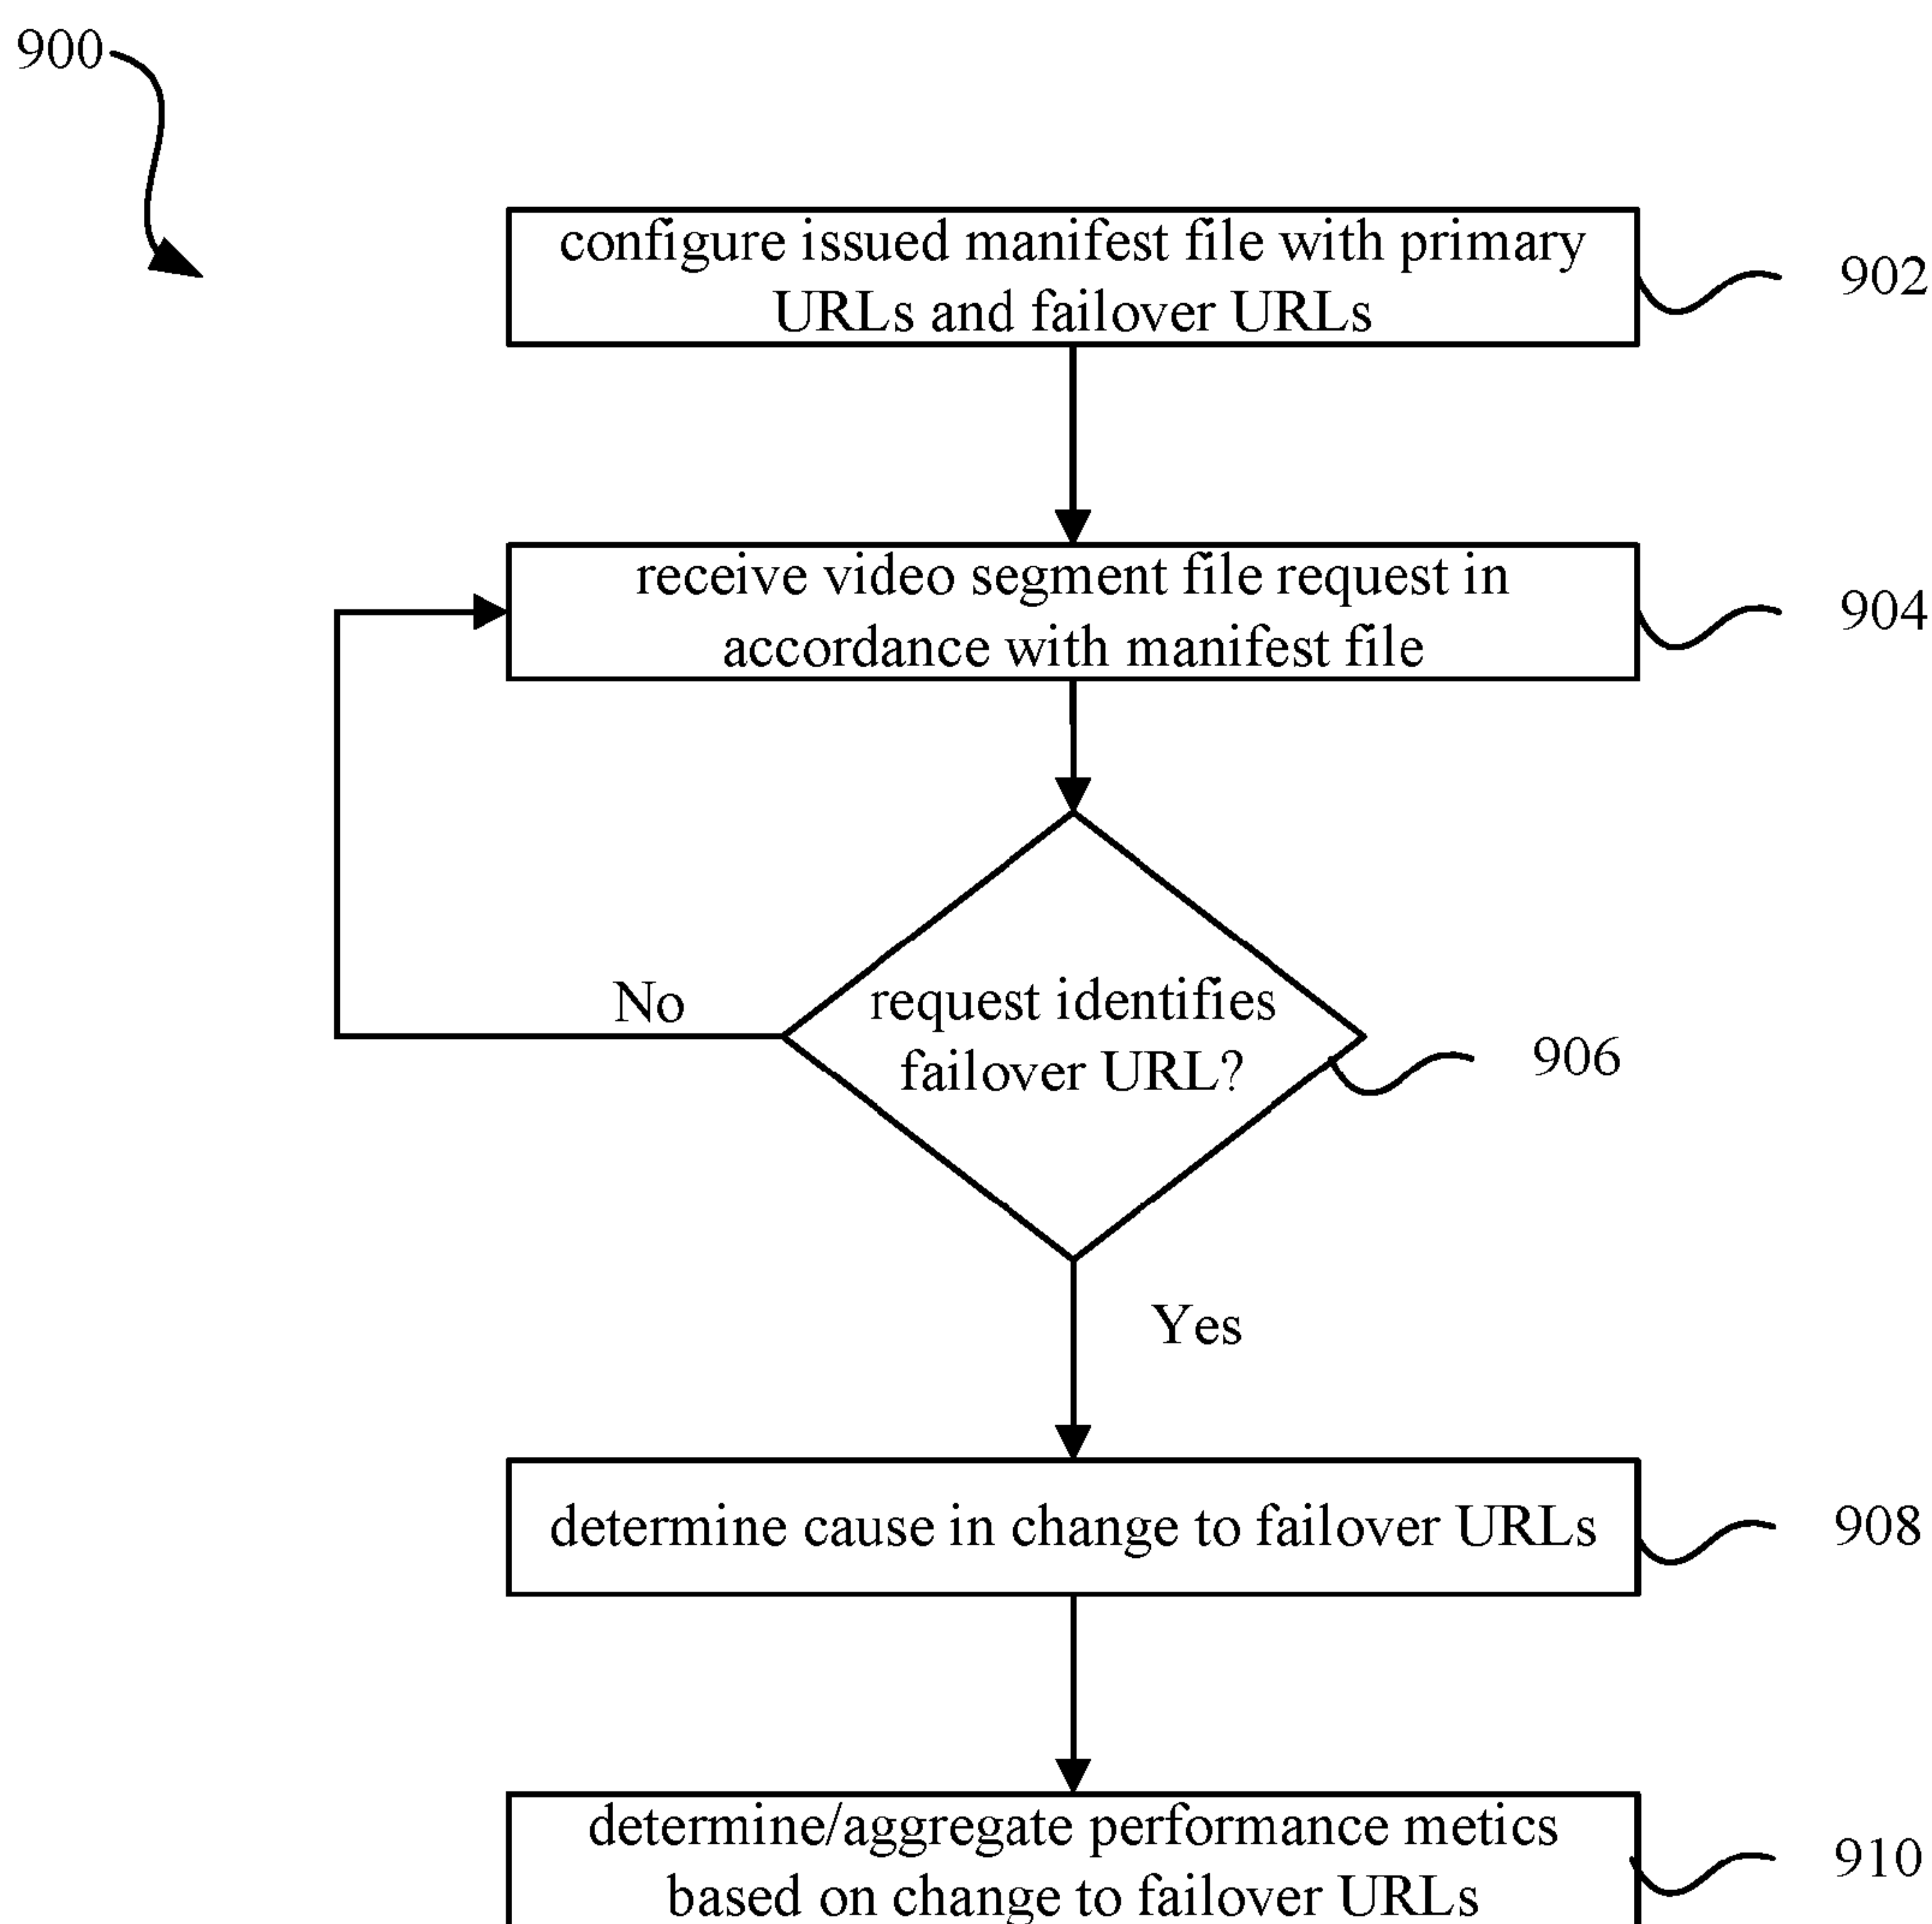 900
configure issued manifest file with primary
URLs and failover URLs
902
receive video segment file request in
accordance with manifest file
904
No
request identifies
failover URL?
906
Yes
determine cause in change to failover URLs
908
determine/aggregate performance metics
based on change to failover URLs
910